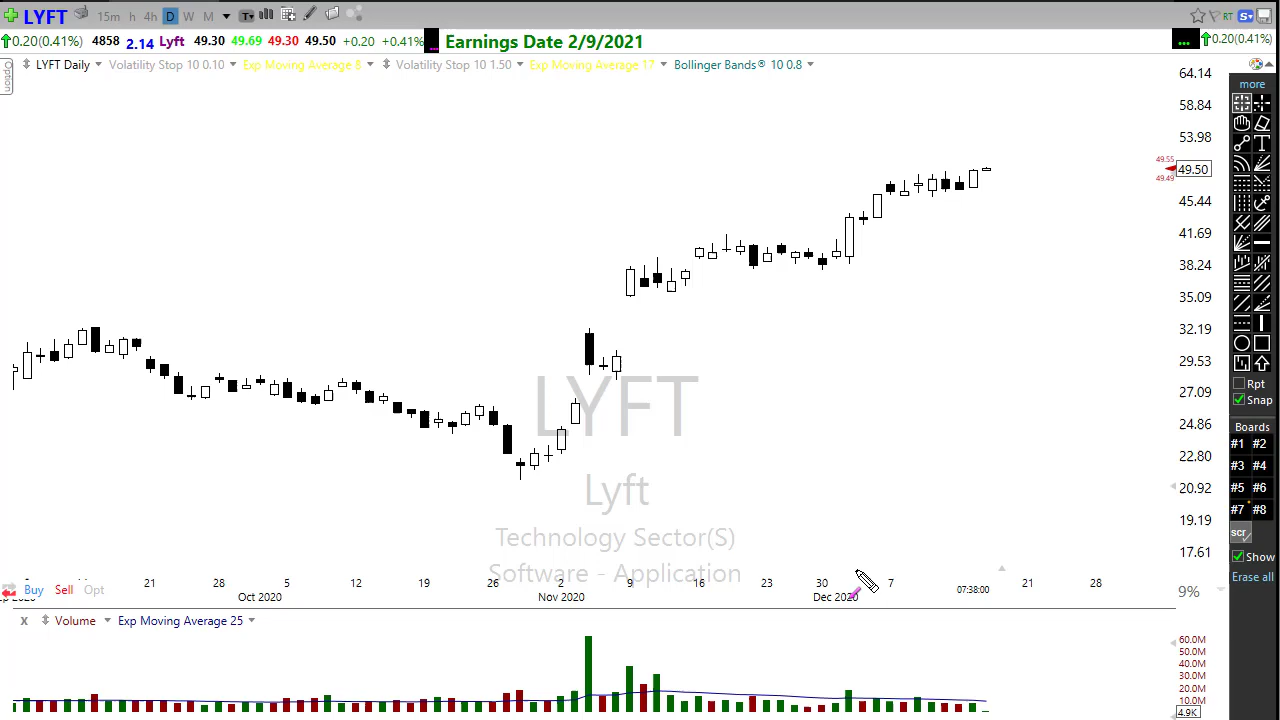 LYFT 15m h 4h D W M T RT S
0.20(0.41%) 4858 2.14 Lyft 49.30 49.69 49.30 49.50 +0.20 +0.41% ... Earnings Date 2/9/2021 ... 0.20(0.41%)
Option
LYFT Daily Volatility Stop 10 0.10 Exp Moving Average 8 Volatility Stop 10 1.50 Exp Moving Average 17 Bollinger Bands® 10 0.8
64.14
58.84
53.98
49.55
49.50
49.49
45.44
41.69
38.24
35.09
32.19
29.53
27.09
24.86
22.80
20.92
19.19
17.61
9%
LYFT
Lyft
Technology Sector(S)
Software - Application
more
Rpt
Snap
Boards
#1 #2
#3 #4
#5 #6
#7 #8
scr
Show
Erase all
21 28 5 12 19 26 2 9 16 23 30 7 21 28
Oct 2020 Nov 2020 Dec 2020 07:38:00
Buy Sell Opt
x Volume Exp Moving Average 25
60.0M
50.0M
40.0M
30.0M
20.0M
10.0M
4.9K